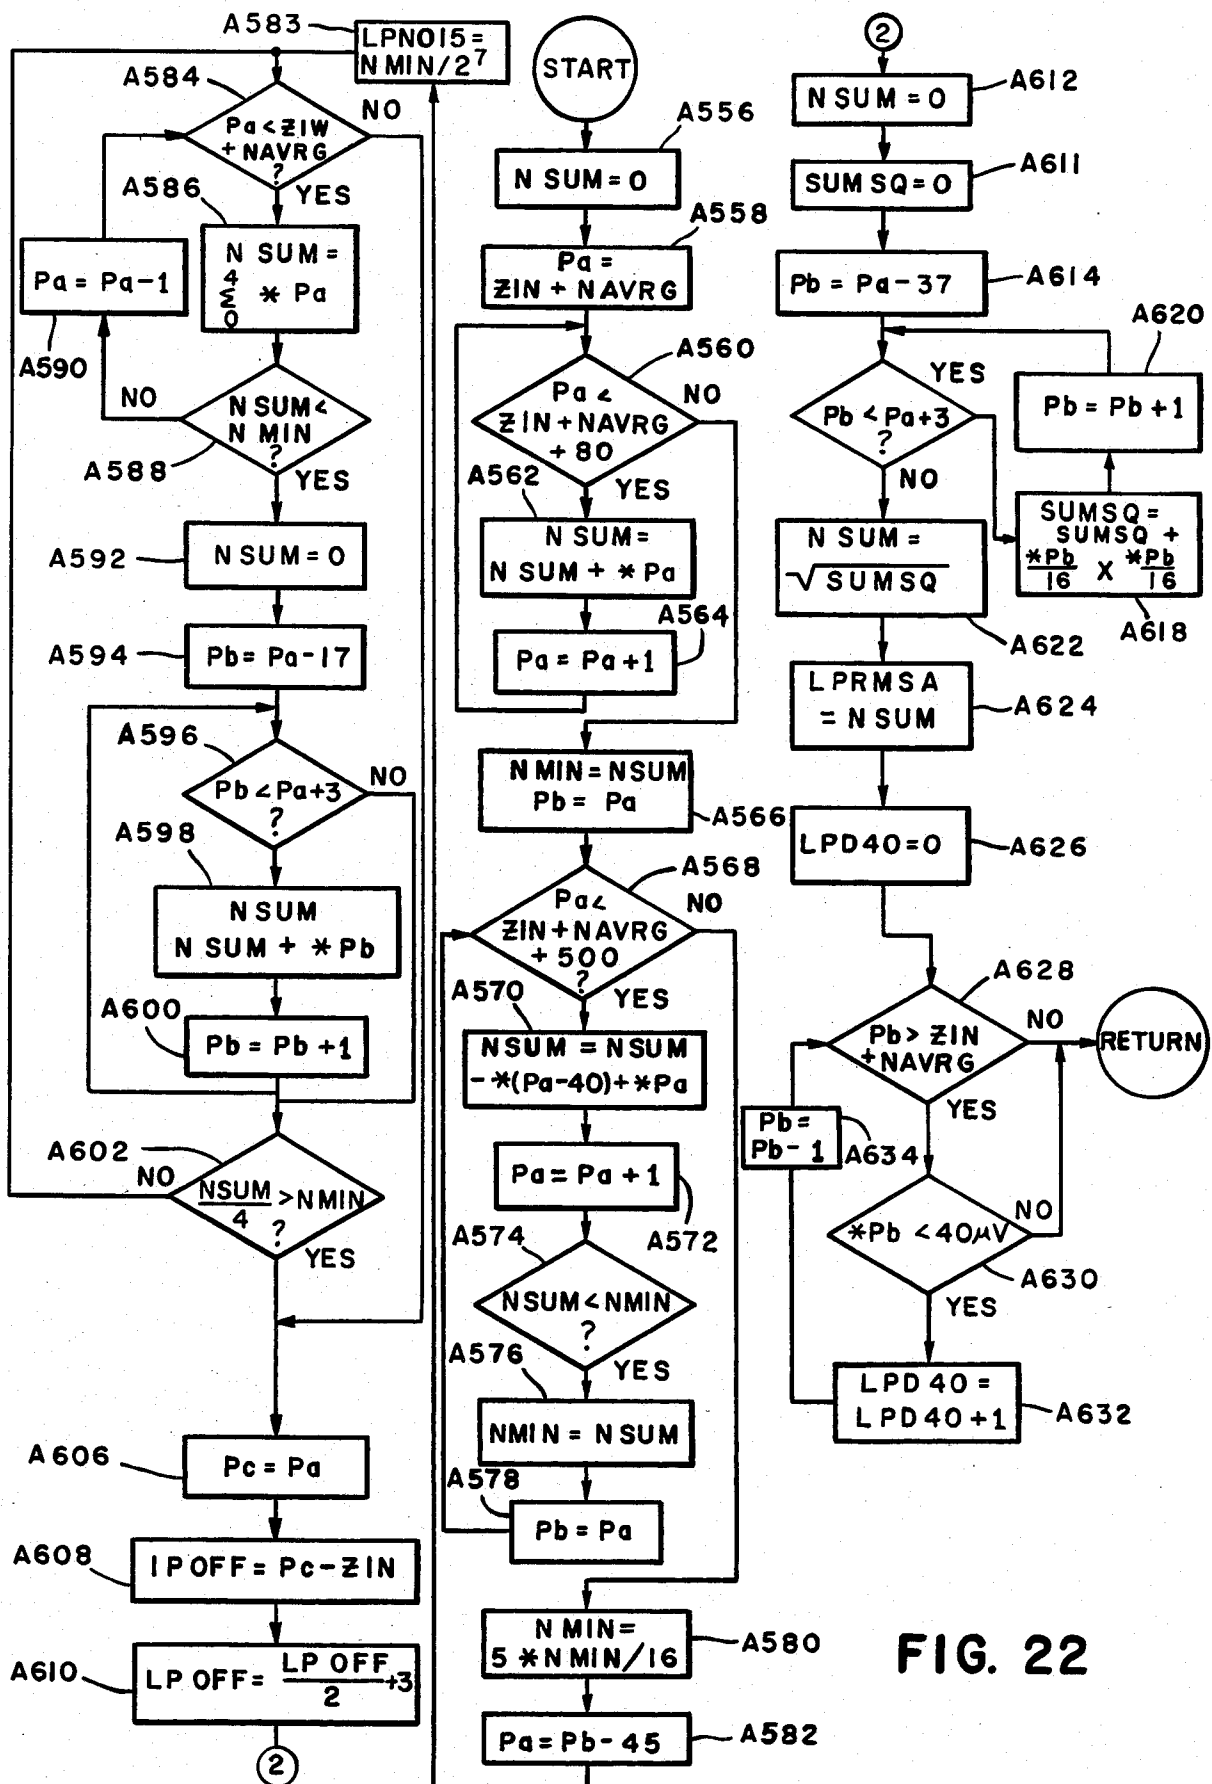 A583
LPNO15=
N MIN/2⁷
A584
NO
Pa < ZIW
+ NAVRG
?
YES
A586
N SUM =
4
Σ * Pa
0
Pa = Pa-1
A590
NO
N SUM <
N MIN
?
A588
YES
A592
N SUM = 0
A594
Pb = Pa-17
A596
NO
Pb < Pa+3
?
A598
N SUM
N SUM + *Pb
A600
Pb = Pb+1
A602
NO
NSUM
4
> NMIN
?
YES
A606
Pc = Pa
A608
IPOFF = Pc-ZIN
A610
LP OFF = LP OFF
2
+3
2
START
A556
N SUM = 0
A558
Pa =
ZIN + NAVRG
A560
NO
Pa <
ZIN + NAVRG
+ 80
?
YES
A562
N SUM =
N SUM + *Pa
A564
Pa = Pa+1
N MIN = NSUM
Pb = Pa
A566
A568
NO
Pa <
ZIN + NAVRG
+ 500
?
YES
A570
NSUM = NSUM
-*(Pa-40)+*Pa
Pa = Pa+1
A572
A574
NSUM < NMIN
?
YES
A576
NMIN = NSUM
A578
Pb = Pa
N MIN =
5 *NMIN/16
A580
Pa = Pb-45
A582
2
N SUM = 0
A612
SUM SQ = 0
A611
Pb = Pa-37
A614
A620
YES
Pb < Pa+3
?
NO
Pb = Pb+1
SUMSQ =
SUMSQ +
*Pb
16
X
*Pb
16
A618
N SUM =
√SUMSQ
A622
LPRMSA
= NSUM
A624
LPD40=0
A626
A628
NO
Pb > ZIN
+NAVRG
YES
RETURN
Pb =
Pb-1
A634
NO
*Pb < 40μV
A630
YES
LPD 40 =
LPD 40 +1
A632
FIG. 22